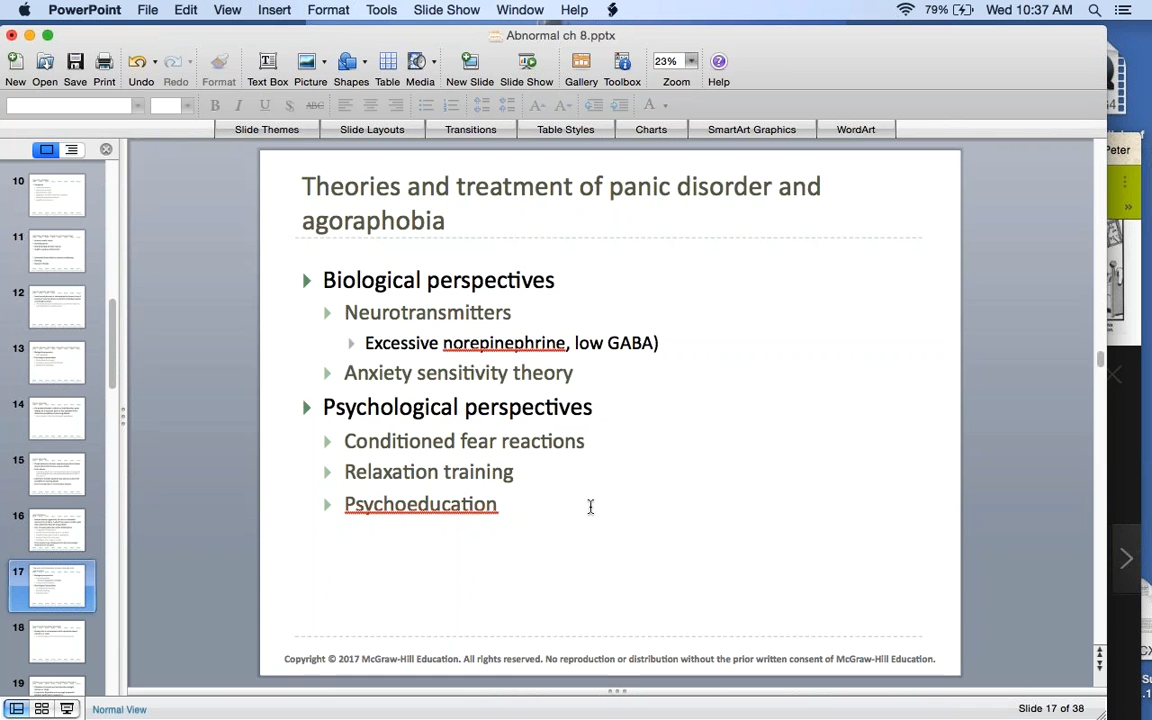 PowerPoint File Edit View Insert Format Tools Slide Show Window Help 79% Wed 10:37 AM
Abnormal ch 8.pptx
New Open Save Print Undo Redo Format Text Box Picture Shapes Table Media New Slide Slide Show Gallery Toolbox 23% Zoom Help
B I U S ABC A A A
Slide Themes Slide Layouts Transitions Table Styles Charts SmartArt Graphics WordArt
Peter
10
11
12
13
14
15
16
17
18
19
Theories and treatment of panic disorder and
agoraphobia
Biological perspectives
Neurotransmitters
Excessive norepinephrine, low GABA)
Anxiety sensitivity theory
Psychological perspectives
Conditioned fear reactions
Relaxation training
Psychoeducation
Copyright © 2017 McGraw-Hill Education. All rights reserved. No reproduction or distribution without the prior written consent of McGraw-Hill Education.
Normal View
Slide 17 of 38